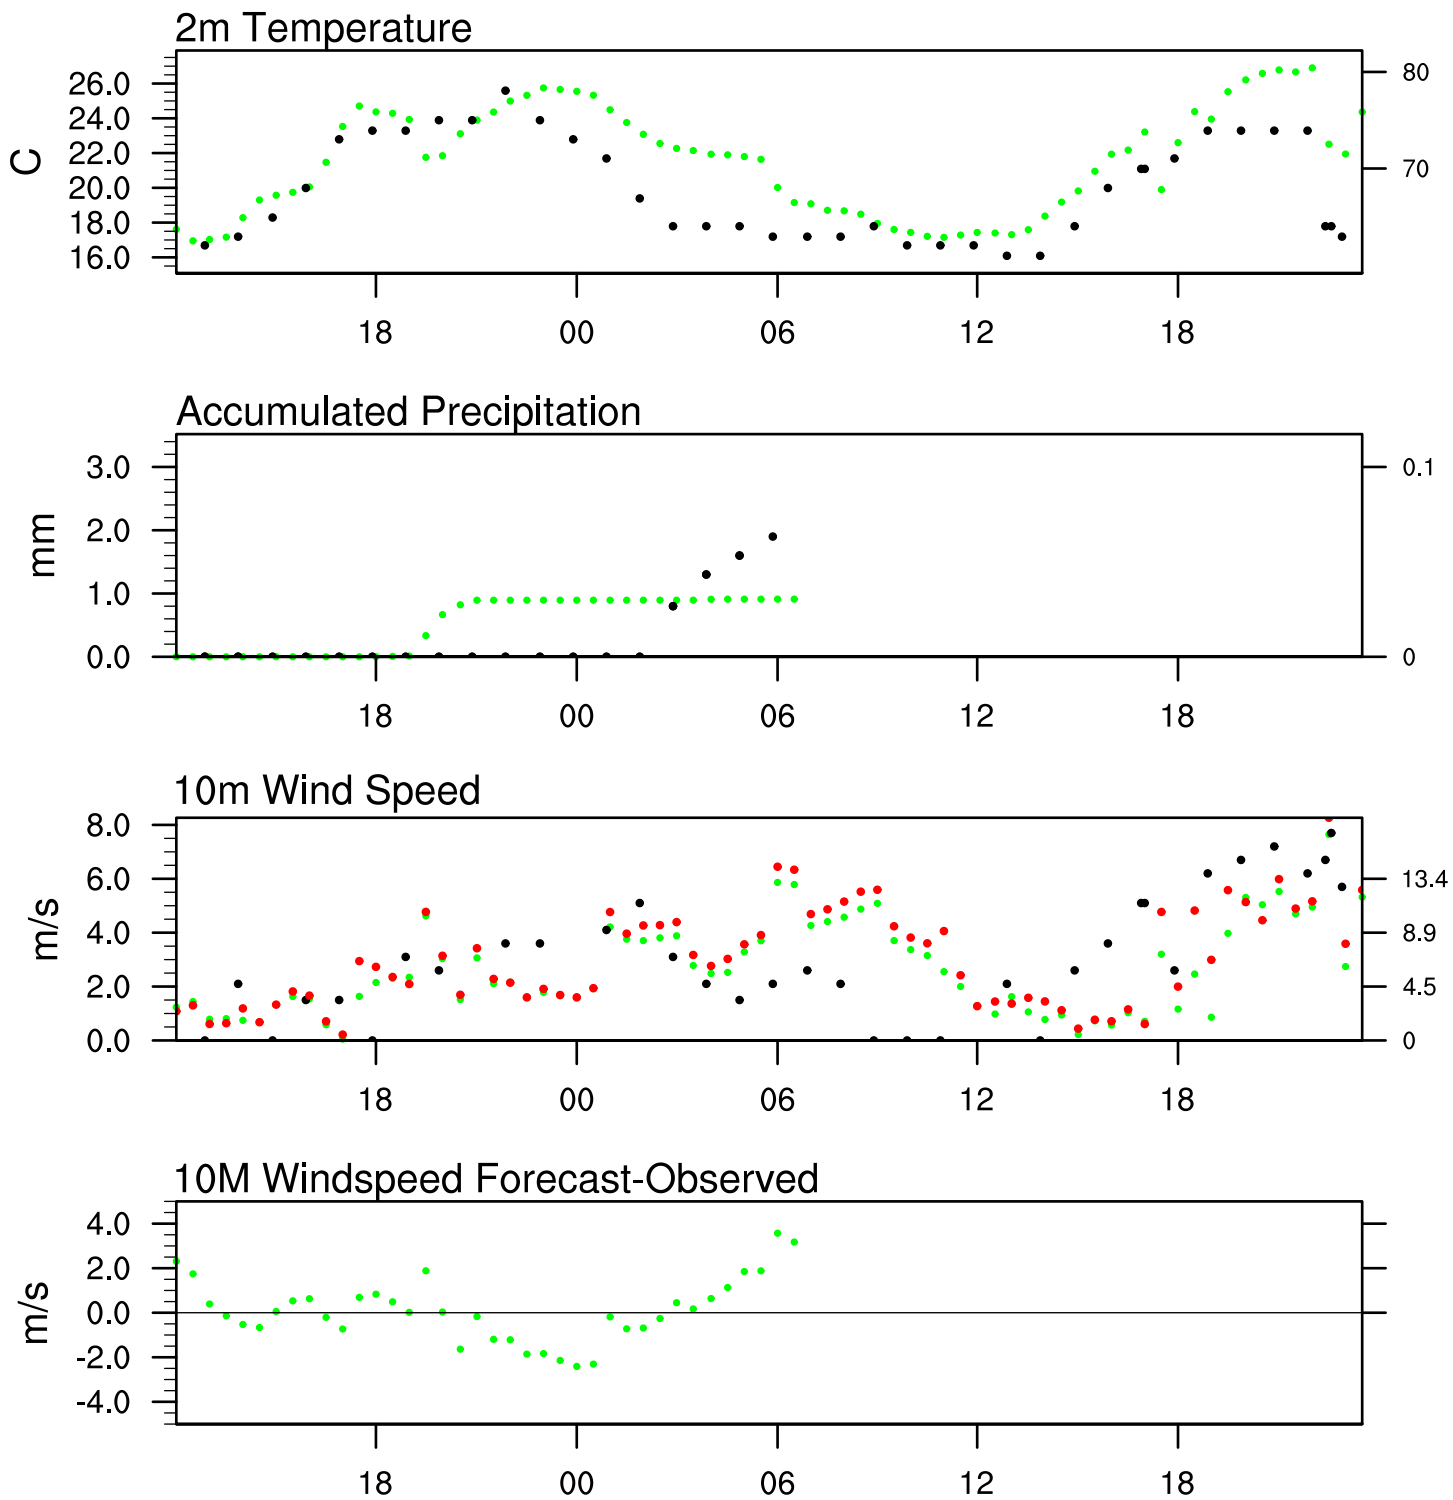 2m Temperature
26.0
24.0
22.0
20.0
18.0
16.0
C
80
70
18 00 06 12 18
Accumulated Precipitation
3.0
2.0
1.0
0.0
mm
0.1
0
18 00 06 12 18
10m Wind Speed
8.0
6.0
4.0
2.0
0.0
m/s
13.4
8.9
4.5
0
18 00 06 12 18
10M Windspeed Forecast-Observed
4.0
2.0
0.0
-2.0
-4.0
m/s
18 00 06 12 18